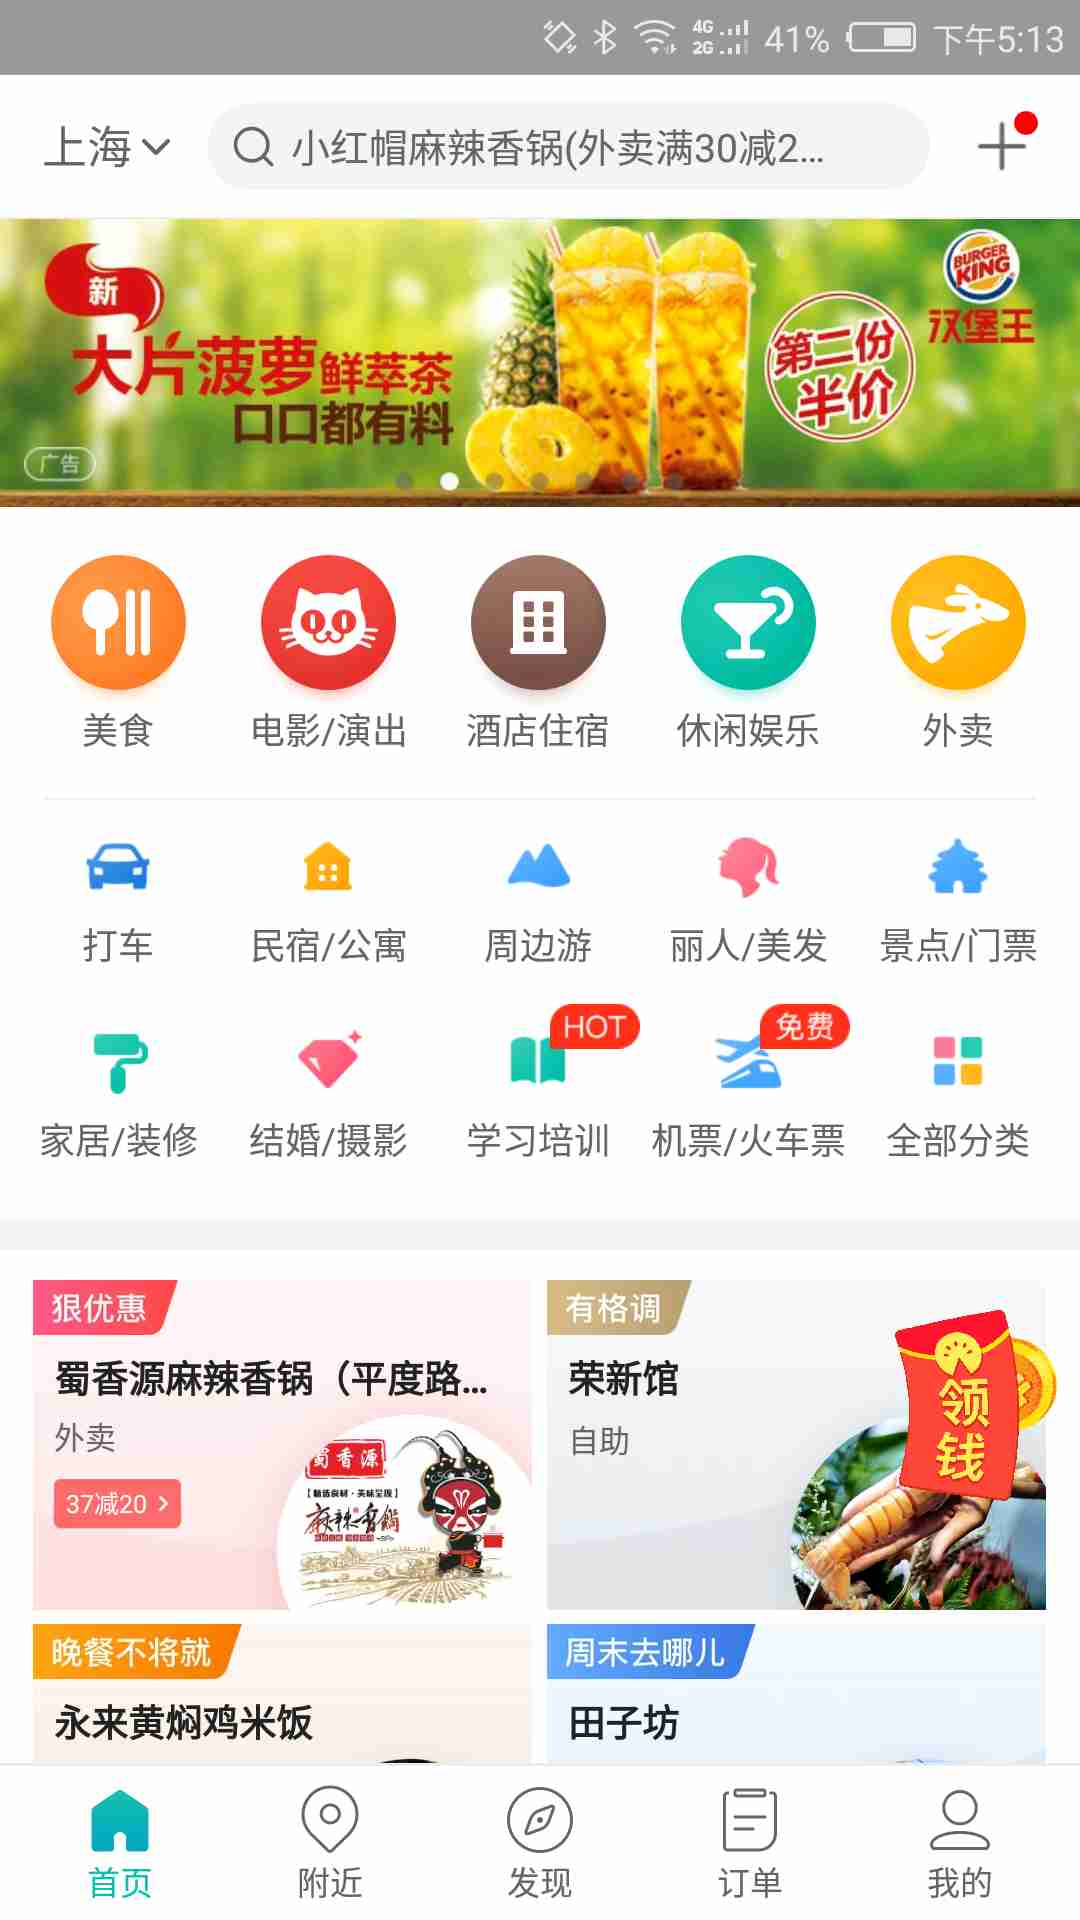 4G
2G
41%
下午5:13
上海
小红帽麻辣香锅(外卖满30减2...
新
大片菠萝鲜萃茶
口口都有料
第二份
半价
BURGER
KING
汉堡王
广告
美食
电影/演出
酒店住宿
休闲娱乐
外卖
打车
民宿/公寓
周边游
丽人/美发
景点/门票
HOT
免费
家居/装修
结婚/摄影
学习培训
机票/火车票
全部分类
狠优惠
蜀香源麻辣香锅（平度路...
外卖
37减20
蜀香源
麻辣香锅
有格调
荣新馆
自助
领
钱
晚餐不将就
永来黄焖鸡米饭
周末去哪儿
田子坊
首页
附近
发现
订单
我的